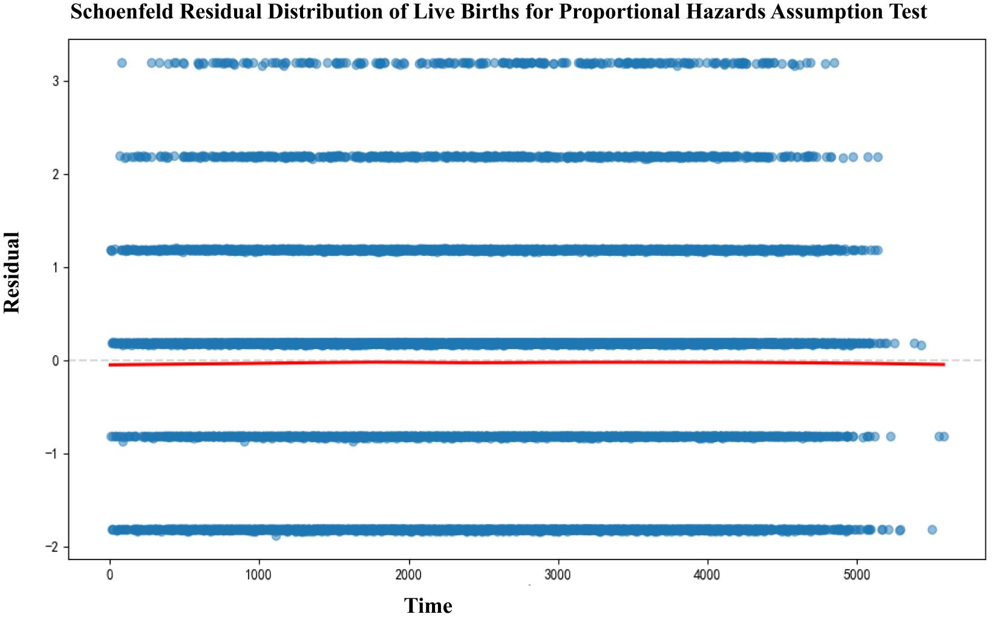 Schoenfeld Residual Distribution of Live Births for Proportional Hazards Assumption Test
Residual
3
2
1
0
−1
−2
0 1000 2000 3000 4000 5000
Time